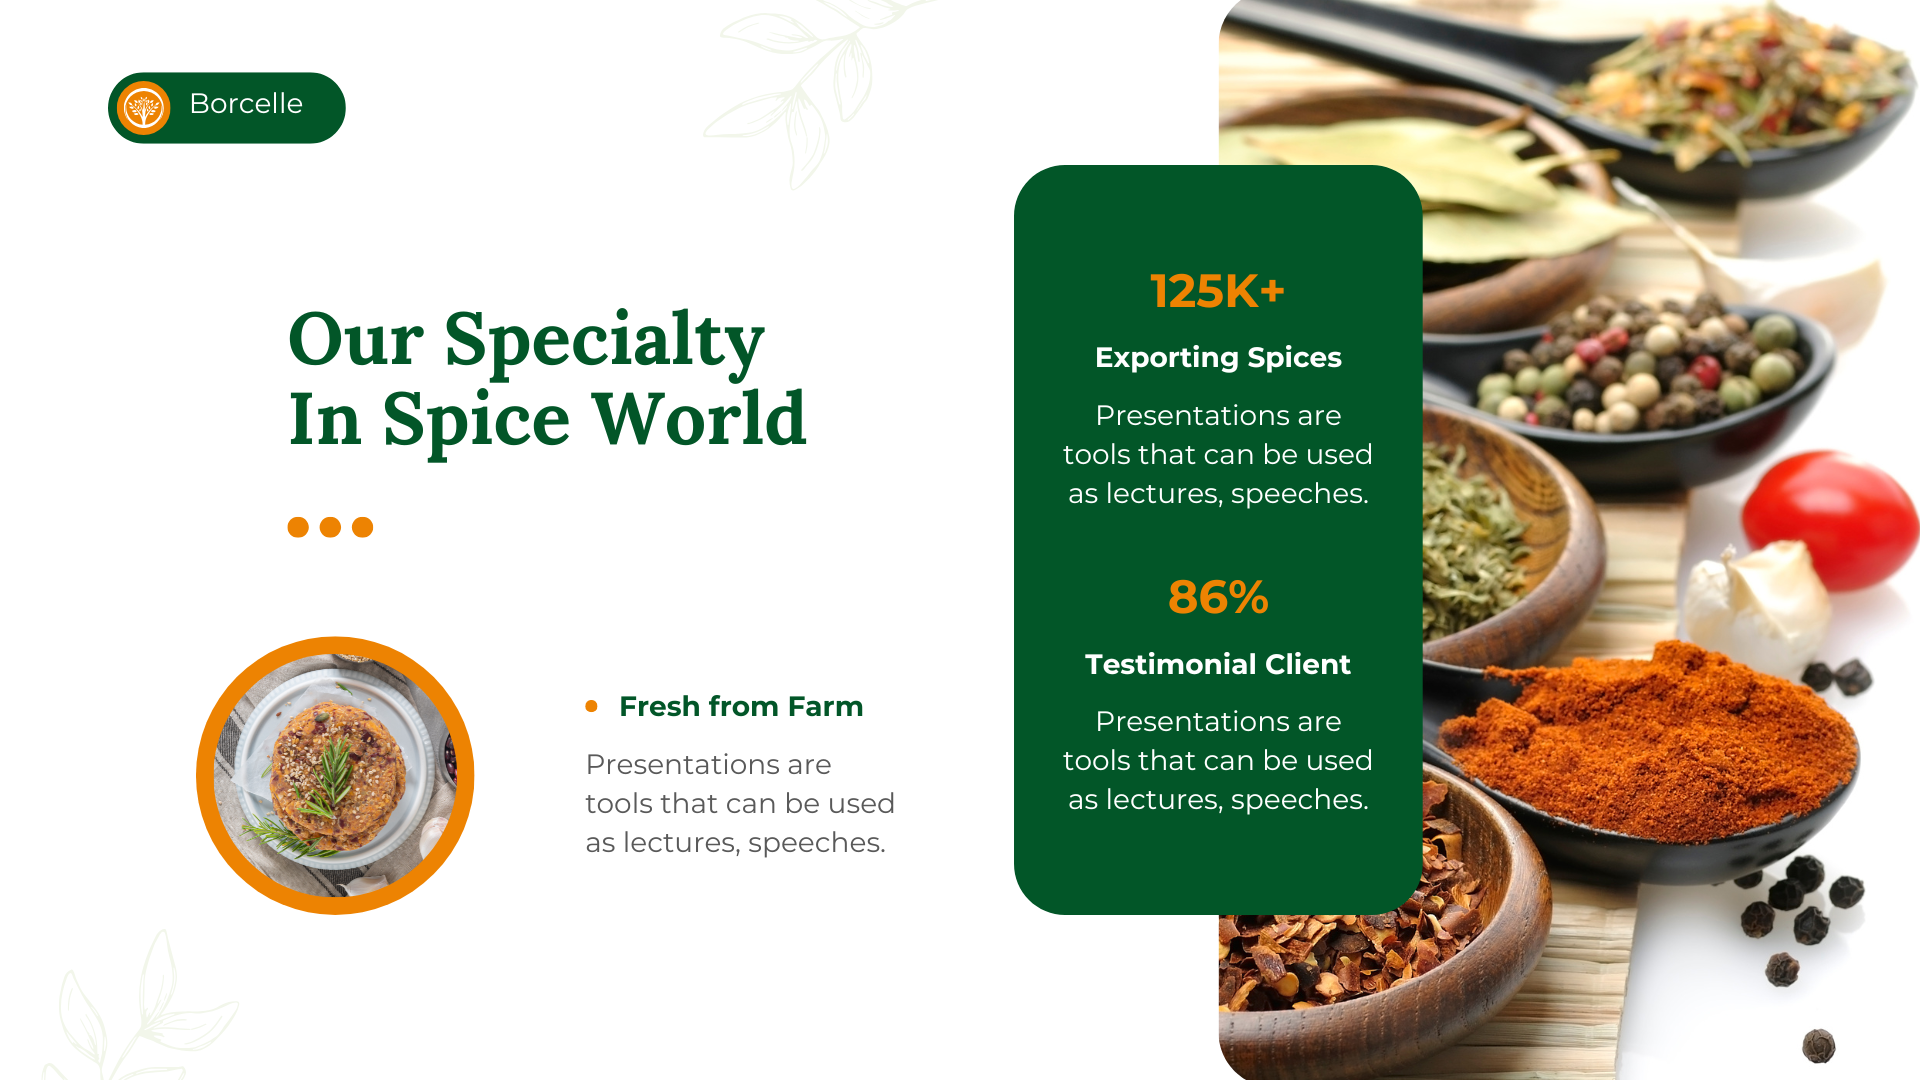 Borcelle
Our Specialty
In Spice World
Fresh from Farm
Presentations are
tools that can be used
as lectures, speeches.
125K+
Exporting Spices
Presentations are
tools that can be used
as lectures, speeches.
86%
Testimonial Client
Presentations are
tools that can be used
as lectures, speeches.